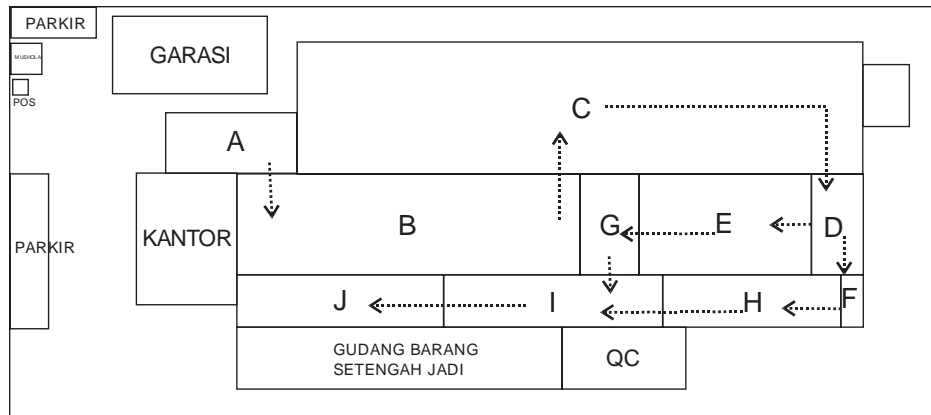 PARKIR
GARASI
MUSHOLA
POS
C
A
B
G
E
D
KANTOR
PARKIR
J
I
H
F
GUDANG BARANG
SETENGAH JADI
QC